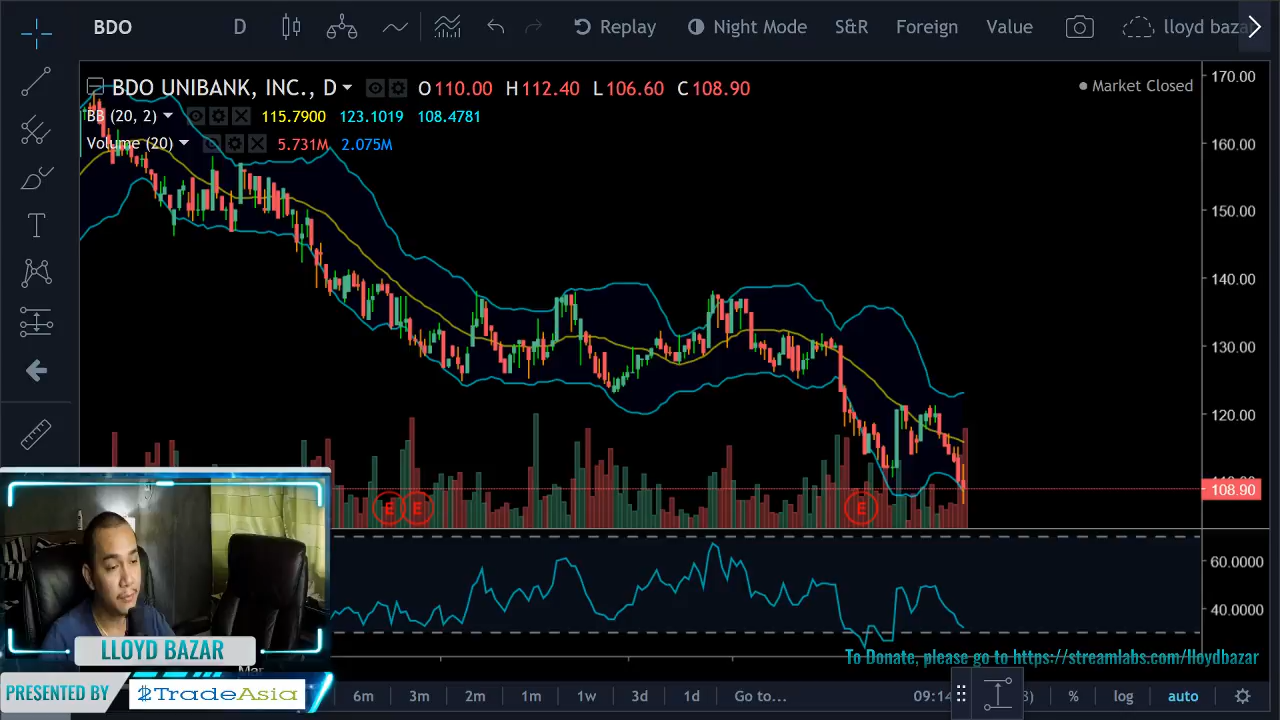 BDO D Replay Night Mode S&R Foreign Value lloyd baza
BDO UNIBANK, INC., D O110.00 H112.40 L106.60 C108.90
Market Closed
BB (20, 2) 115.7900 123.1019 108.4781
Volume (20) 5.731M 2.075M
170.00
160.00
150.00
140.00
130.00
120.00
108.90
E E E
60.0000
40.0000
LLOYD BAZAR
To Donate, please go to https://streamlabs.com/lloydbazar
Mar
PRESENTED BY $TradeAsia
6m 3m 2m 1m 1w 3d 1d Go to... 09:14 % log auto